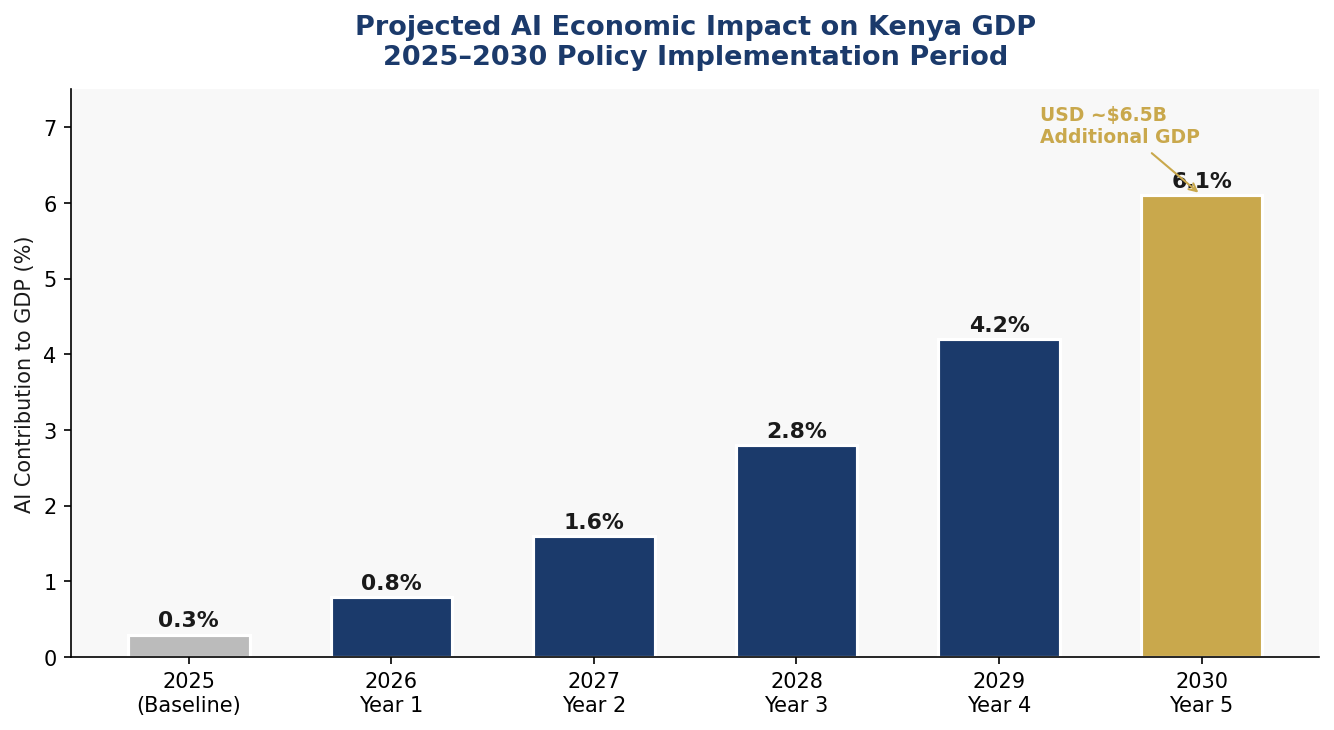 Projected AI Economic Impact on Kenya GDP
2025–2030 Policy Implementation Period
AI Contribution to GDP (%)
7
6
5
4
3
2
1
0
USD ~$6.5B
Additional GDP
0.3%
0.8%
1.6%
2.8%
4.2%
6.1%
2025
(Baseline)
2026
Year 1
2027
Year 2
2028
Year 3
2029
Year 4
2030
Year 5